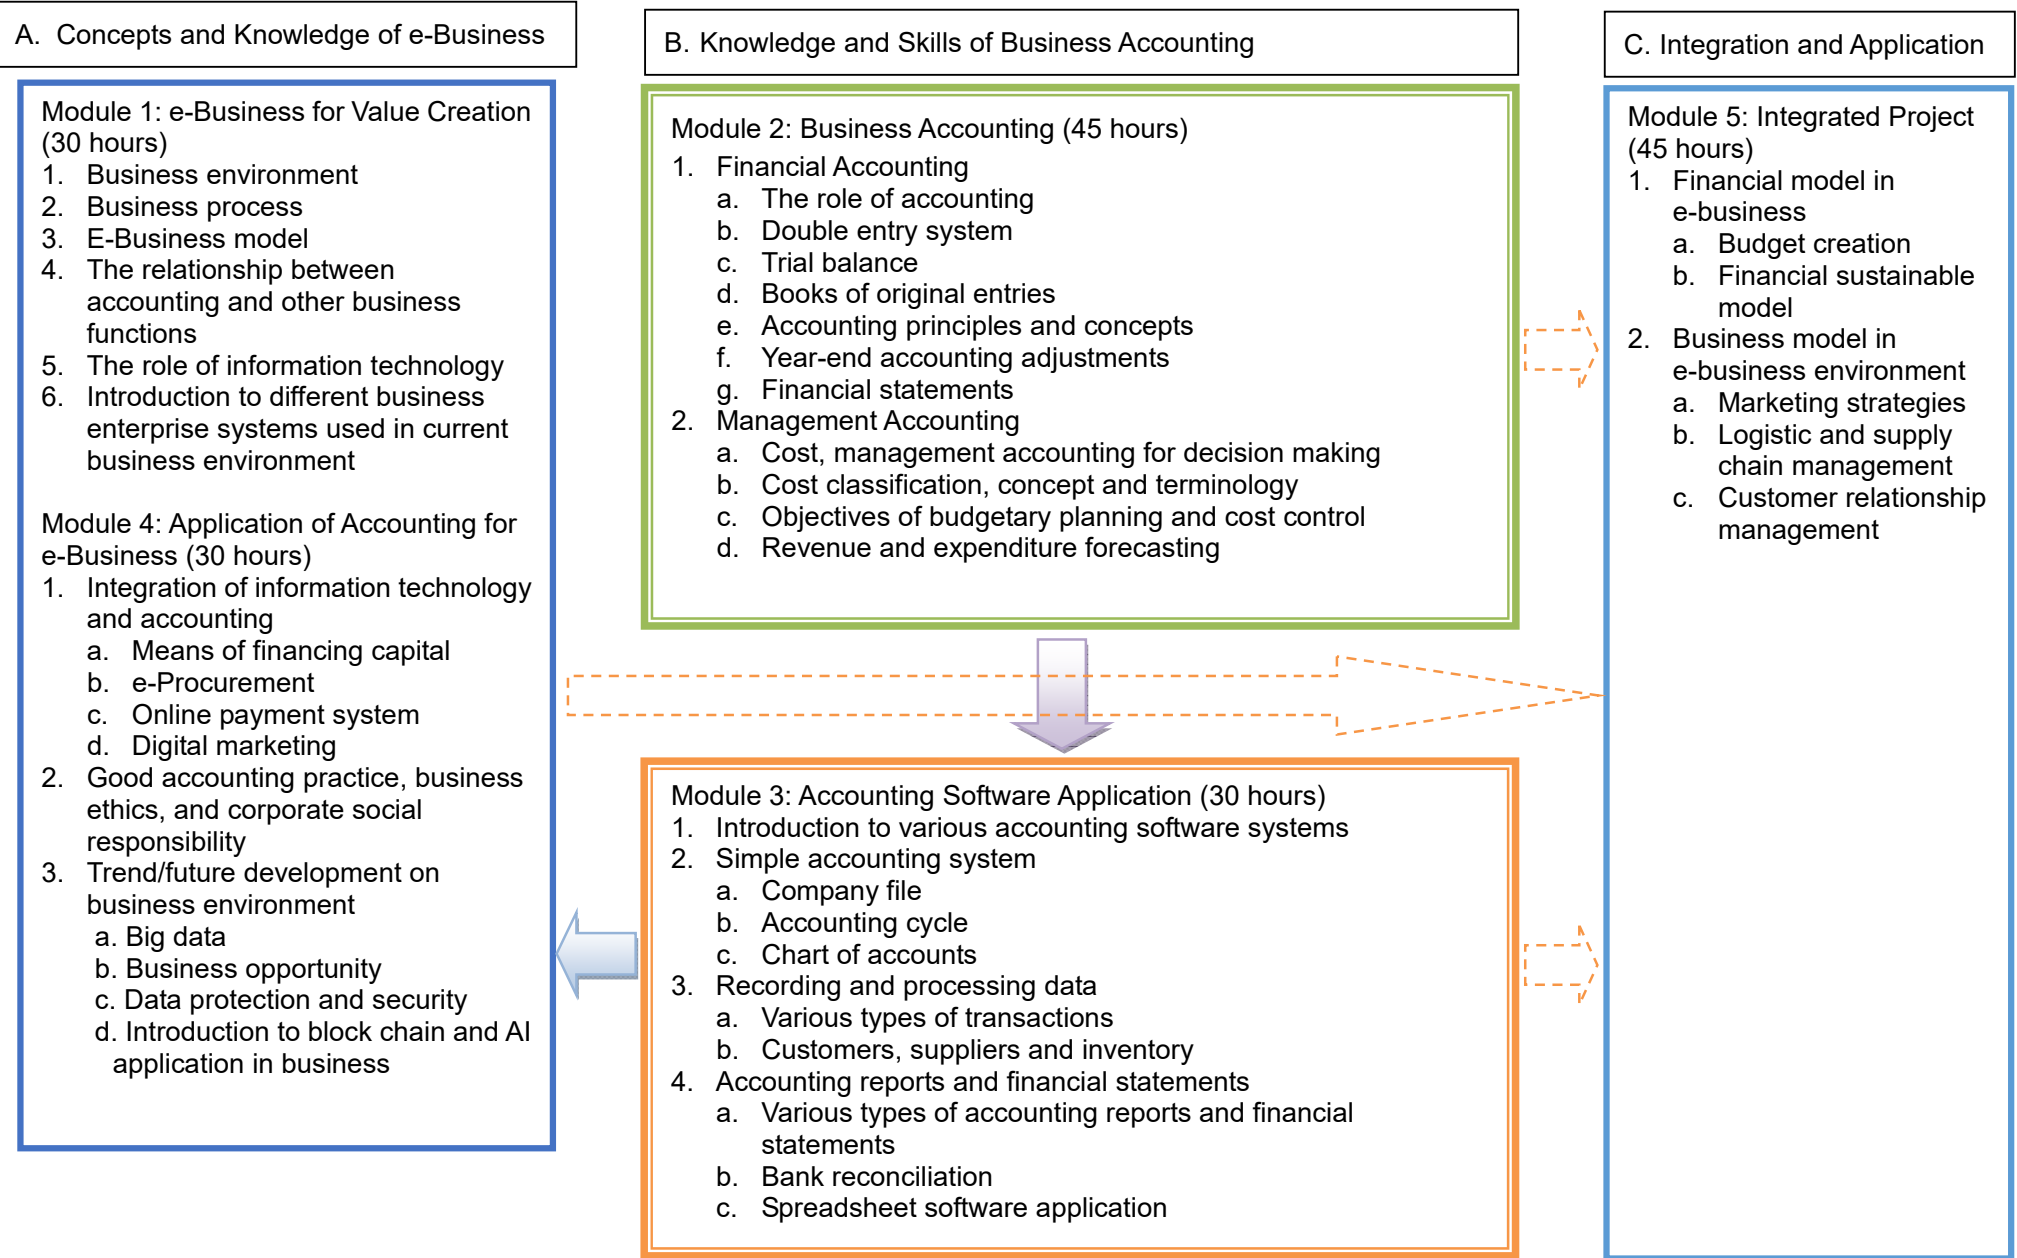 A. Concepts and Knowledge of e-Business
Module 1: e-Business for Value Creation
(30 hours)
1. Business environment
2. Business process
3. E-Business model
4. The relationship between
accounting and other business
functions
5. The role of information technology
6. Introduction to different business
enterprise systems used in current
business environment
Module 4: Application of Accounting for
e-Business (30 hours)
1. Integration of information technology
and accounting
a. Means of financing capital
b. e-Procurement
c. Online payment system
d. Digital marketing
2. Good accounting practice, business
ethics, and corporate social
responsibility
3. Trend/future development on
business environment
a. Big data
b. Business opportunity
c. Data protection and security
d. Introduction to block chain and AI
application in business
B. Knowledge and Skills of Business Accounting
Module 2: Business Accounting (45 hours)
1. Financial Accounting
a. The role of accounting
b. Double entry system
c. Trial balance
d. Books of original entries
e. Accounting principles and concepts
f. Year-end accounting adjustments
g. Financial statements
2. Management Accounting
a. Cost, management accounting for decision making
b. Cost classification, concept and terminology
c. Objectives of budgetary planning and cost control
d. Revenue and expenditure forecasting
Module 3: Accounting Software Application (30 hours)
1. Introduction to various accounting software systems
2. Simple accounting system
a. Company file
b. Accounting cycle
c. Chart of accounts
3. Recording and processing data
a. Various types of transactions
b. Customers, suppliers and inventory
4. Accounting reports and financial statements
a. Various types of accounting reports and financial
statements
b. Bank reconciliation
c. Spreadsheet software application
C. Integration and Application
Module 5: Integrated Project
(45 hours)
1. Financial model in
e-business
a. Budget creation
b. Financial sustainable
model
2. Business model in
e-business environment
a. Marketing strategies
b. Logistic and supply
chain management
c. Customer relationship
management